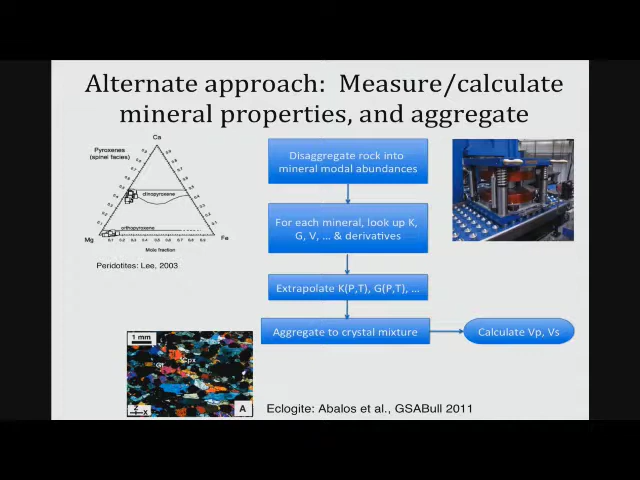 Alternate approach:  Measure/calculate
mineral properties, and aggregate
Ca
Pyroxenes
(spinel facies)
clinopyroxene
orthopyroxene
Mg
Fe
Mole fraction
Peridotites: Lee, 2003
Disaggregate rock into
mineral modal abundances
For each mineral, look up K,
G, V, ... & derivatives
Extrapolate K(P,T), G(P,T), ...
Aggregate to crystal mixture
Calculate Vp, Vs
1 mm
Cpx
Z
X
A
Eclogite: Abalos et al., GSABull 2011